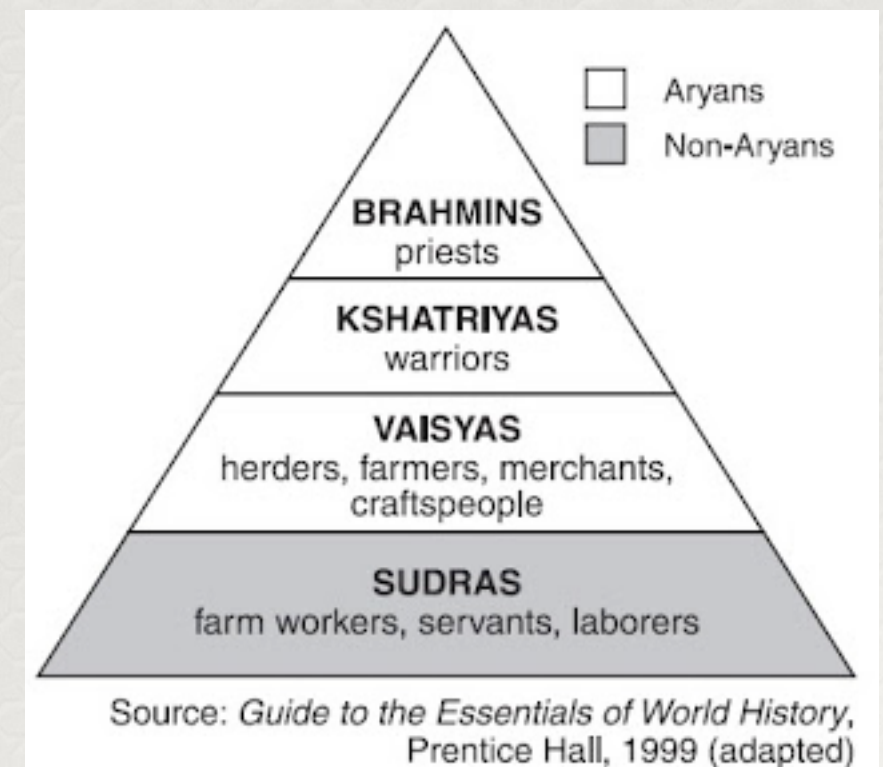 Aryans
Non-Aryans
BRAHMINS
priests
KSHATRIYAS
warriors
VAISYAS
herders, farmers, merchants,
craftspeople
SUDRAS
farm workers, servants, laborers
Source: Guide to the Essentials of World History,
Prentice Hall, 1999 (adapted)